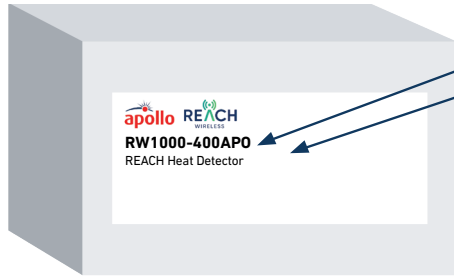 apollo REACH
WIRELESS
RW1000-400APO
REACH Heat Detector